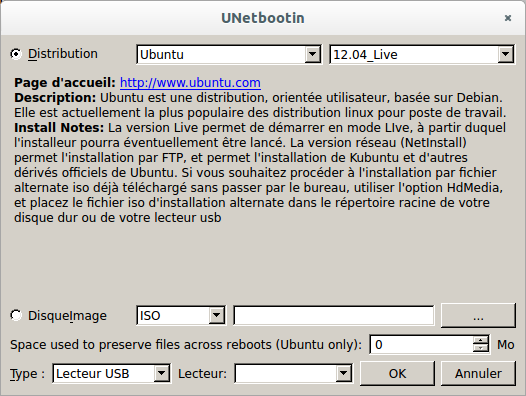 UNetbootin ×
Distribution Ubuntu 12.04_Live
Page d'accueil: http://www.ubuntu.com
Description: Ubuntu est une distribution, orientée utilisateur, basée sur Debian.
Elle est actuellement la plus populaire des distribution linux pour poste de travail.
Install Notes: La version Live permet de démarrer en mode LIve, à partir duquel
l'installeur pourra éventuellement être lancé. La version réseau (NetInstall)
permet l'installation par FTP, et permet l'installation de Kubuntu et d'autres
dérivés officiels de Ubuntu. Si vous souhaitez procéder à l'installation par fichier
alternate iso déjà téléchargé sans passer par le bureau, utiliser l'option HdMedia,
et placez le fichier iso d'installation alternate dans le répertoire racine de votre
disque dur ou de votre lecteur usb
DisqueImage ISO ...
Space used to preserve files across reboots (Ubuntu only): 0 Mo
Type : Lecteur USB Lecteur: OK Annuler